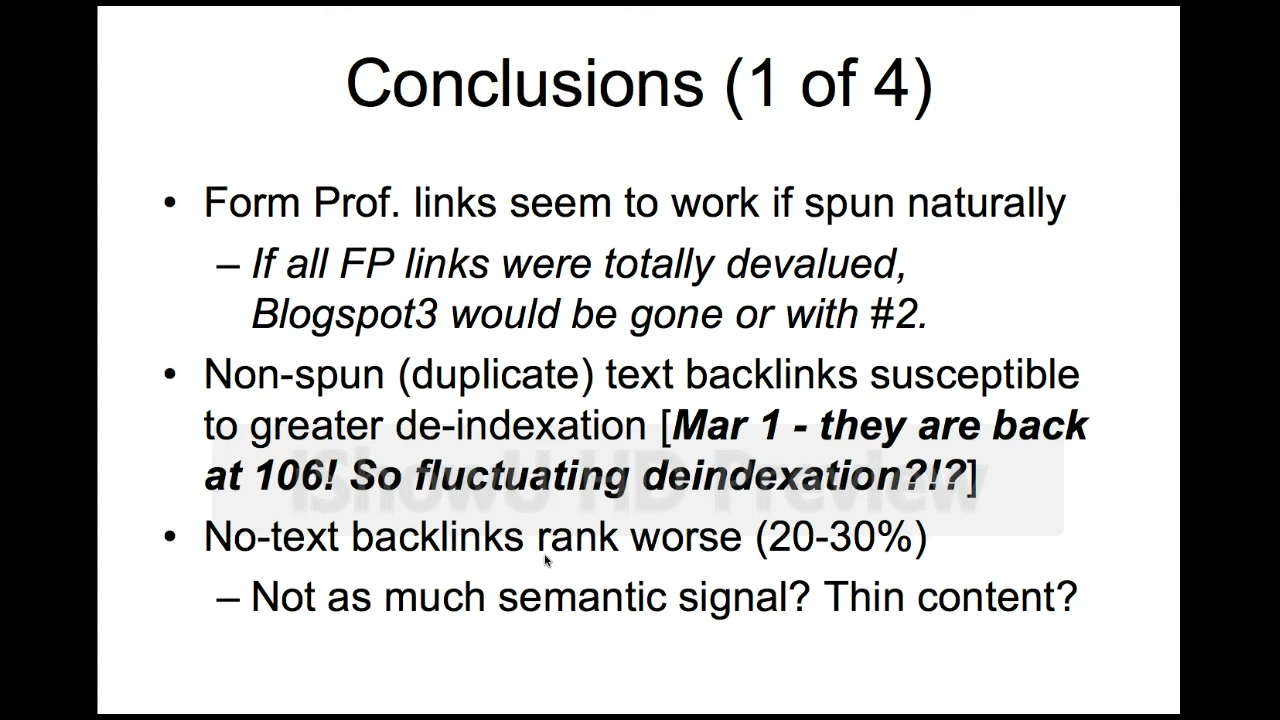 Conclusions (1 of 4)
• Form Prof. links seem to work if spun naturally
– If all FP links were totally devalued,
Blogspot3 would be gone or with #2.
• Non-spun (duplicate) text backlinks susceptible
to greater de-indexation [Mar 1 - they are back
at 106! So fluctuating deindexation?!?]
iShowU HD Preview
• No-text backlinks rank worse (20-30%)
– Not as much semantic signal? Thin content?